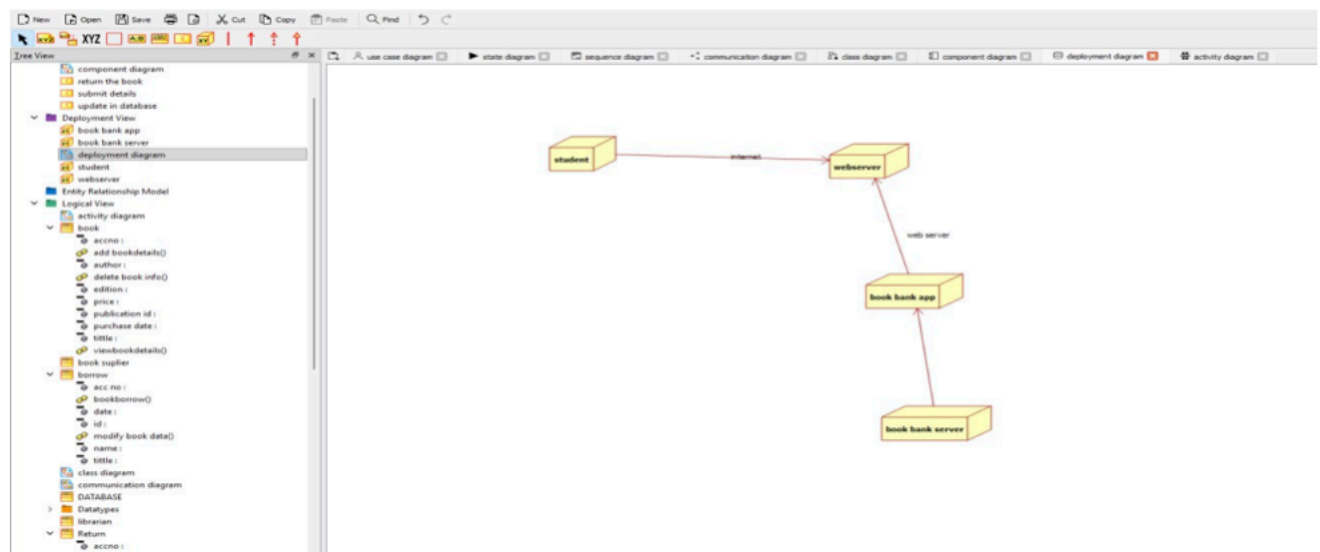 New Open Save Cut Copy Paste Find
XYZ XYZ A.B ABC
Tree View
use case diagram state diagram sequence diagram communication diagram class diagram component diagram deployment diagram activity diagram
component diagram
return the book
submit details
update in database
Deployment View
book bank app
book bank server
deployment diagram
student
webserver
Entity Relationship Model
Logical View
activity diagram
book
accno :
add bookdetails()
author :
delete book info()
edition :
price :
publication id :
purchase date :
tittle :
viewbookdetails()
book suplier
borrow
acc no :
bookborrow()
date :
id :
modify book data()
name :
tittle :
class diagram
communication diagram
DATABASE
Datatypes
librarian
Return
accno :
student
internet
webserver
web server
book bank app
book bank server